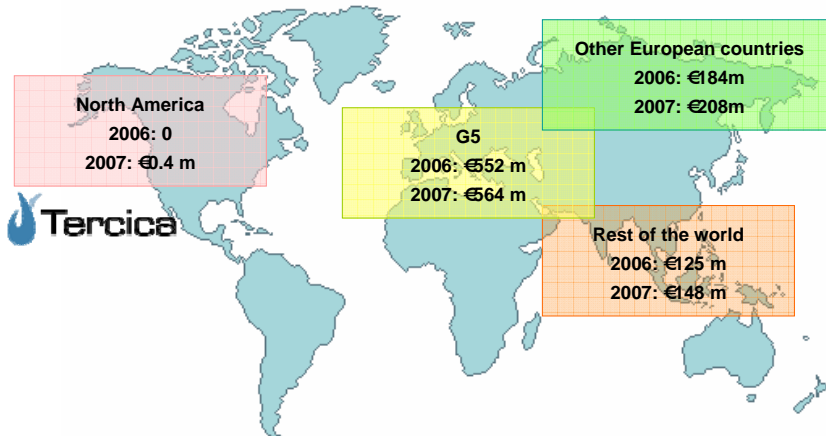 Other European countries
2006: €184m
2007: €208m
North America
2006: 0
2007: €0.4 m
G5
2006: €552 m
2007: €564 m
Tercica
Rest of the world
2006: €125 m
2007: €148 m